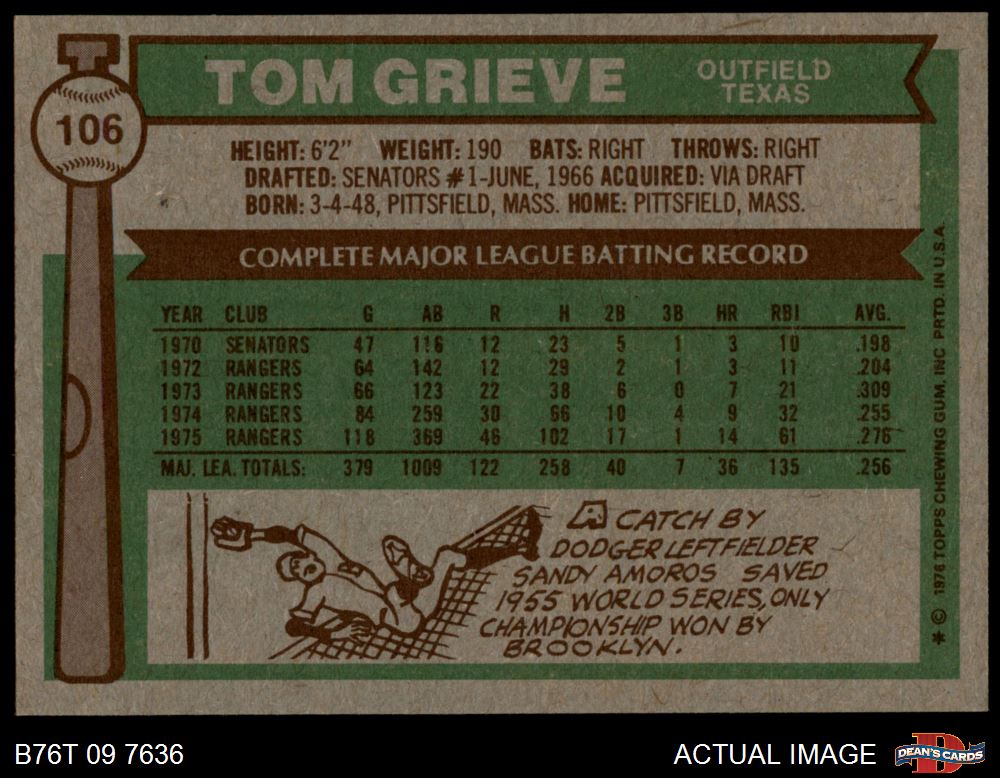 106
TOM GRIEVE
OUTFIELD
TEXAS
HEIGHT: 6'2" WEIGHT: 190 BATS: RIGHT THROWS: RIGHT
DRAFTED: SENATORS #1-JUNE, 1966 ACQUIRED: VIA DRAFT
BORN: 3-4-48, PITTSFIELD, MASS. HOME: PITTSFIELD, MASS.
COMPLETE MAJOR LEAGUE BATTING RECORD
YEAR CLUB G AB R H 2B 3B HR RBI AVG.
1970 SENATORS 47 116 12 23 5 1 3 10 .198
1972 RANGERS 64 142 12 29 2 1 3 11 .204
1973 RANGERS 66 123 22 38 6 0 7 21 .309
1974 RANGERS 84 259 30 66 10 4 9 32 .255
1975 RANGERS 118 369 46 102 17 1 14 61 .276
MAJ. LEA. TOTALS: 379 1009 122 258 40 7 36 135 .256
A CATCH BY
DODGER LEFTFIELDER
SANDY AMOROS SAVED
1955 WORLD SERIES, ONLY
CHAMPIONSHIP WON BY
BROOKLYN.
* © 1976 TOPPS CHEWING GUM, INC PRTD. IN U.S.A.
B76T 09 7636
ACTUAL IMAGE
DEAN'S CARDS